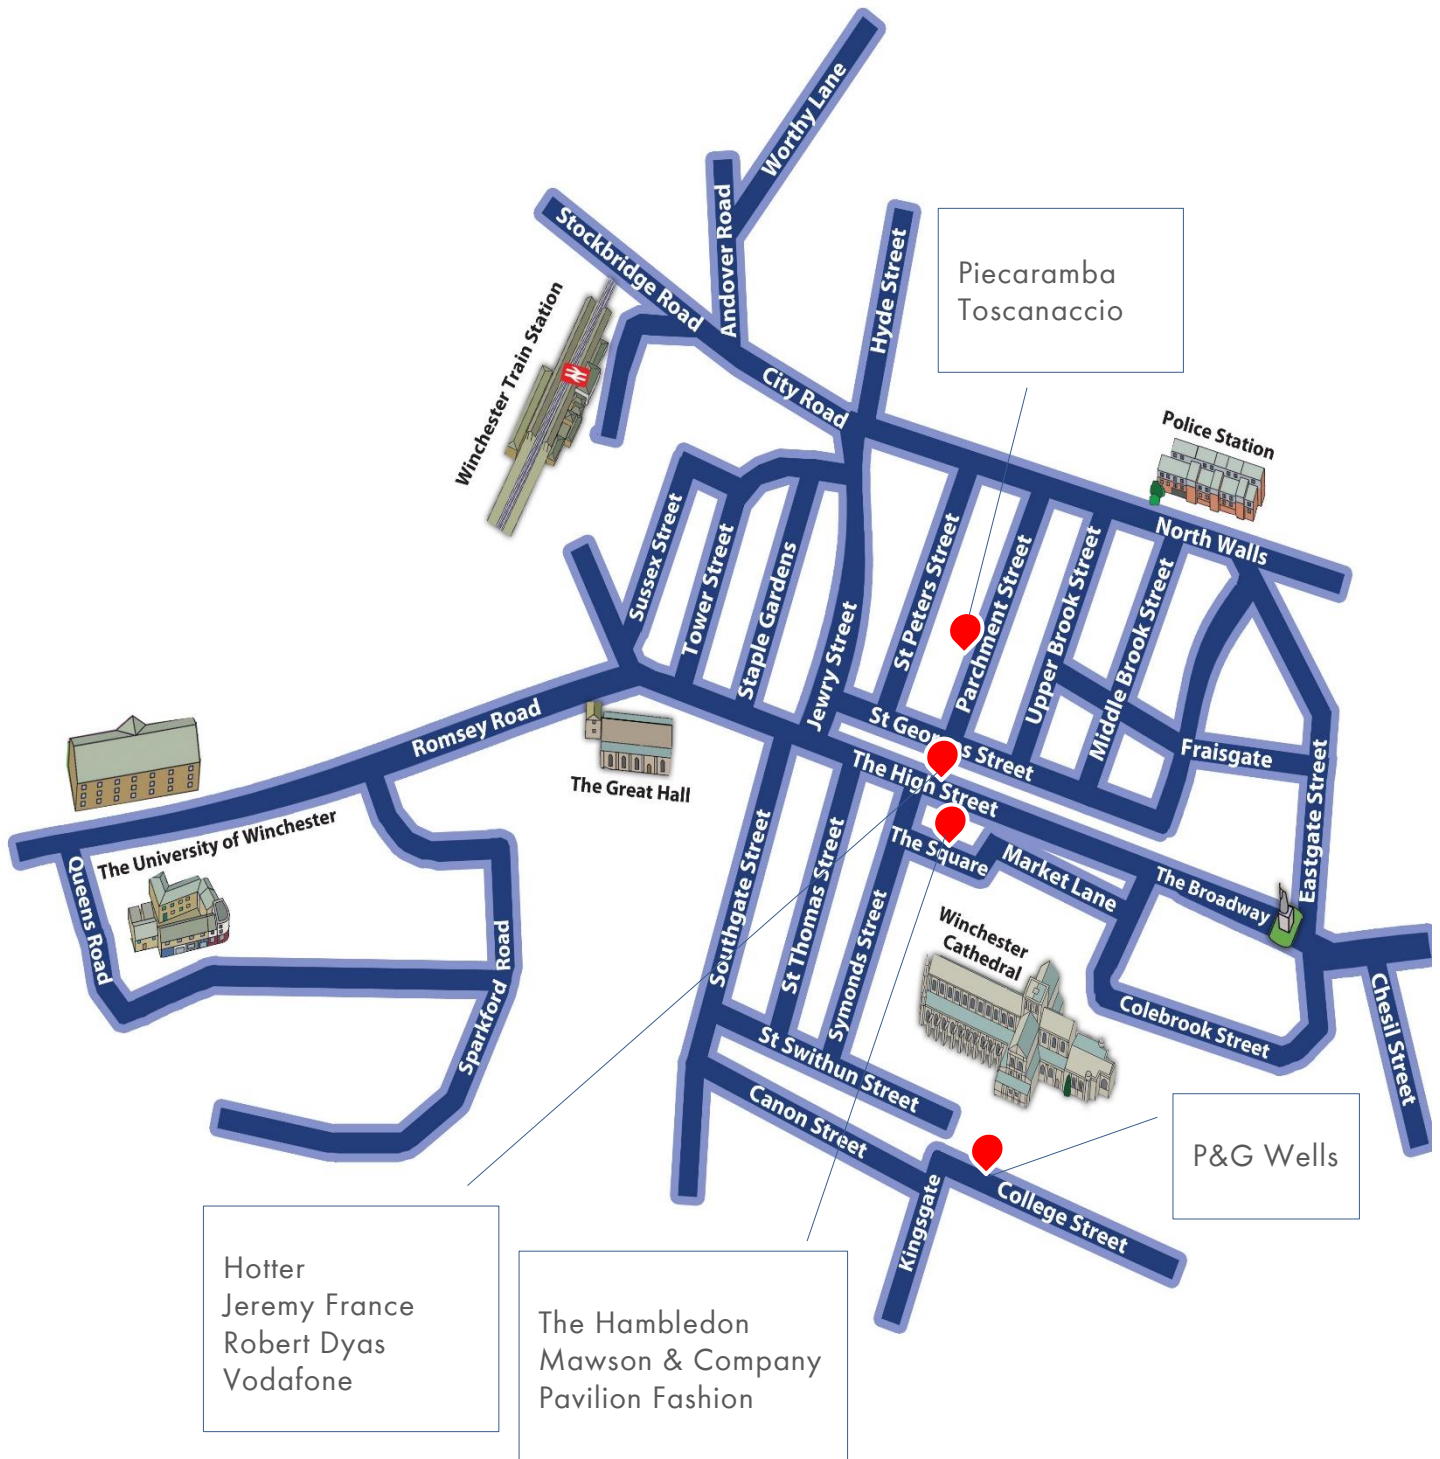 Worthy Lane
Andover Road
Stockbridge Road
Hyde Street
Piecaramba
Toscanaccio
Winchester Train Station
City Road
Police Station
North Walls
Sussex Street
Tower Street
Staple Gardens
Jewry Street
St Peters Street
Parchment Street
Upper Brook Street
Middle Brook Street
Romsey Road
The Great Hall
St Georges Street
Fraisgate
The High Street
Eastgate Street
The University of Winchester
Queens Road
Southgate Street
St Thomas Street
Symonds Street
The Square
Market Lane
The Broadway
Winchester
Cathedral
Sparkford Road
Colebrook Street
Chesil Street
St Swithun Street
Canon Street
Kingsgate
College Street
P&G Wells
Hotter
Jeremy France
Robert Dyas
Vodafone
The Hambledon
Mawson & Company
Pavilion Fashion